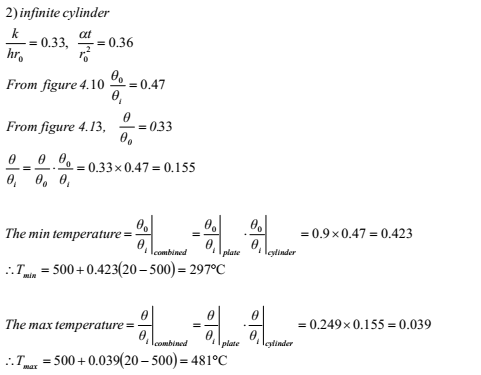 2) infinite cylinder
k/hr₀ = 0.33, αt/r₀² = 0.36
From figure 4.10 θ₀/θᵢ = 0.47
From figure 4.13, θ/θ₀ = 0.33
θ/θᵢ = θ/θ₀ · θ₀/θᵢ = 0.33 × 0.47 = 0.155
The min temperature = θ₀/θᵢ|combined = θ₀/θᵢ|plate · θ₀/θᵢ|cylinder = 0.9 × 0.47 = 0.423
∴ Tmin = 500 + 0.423(20 − 500) = 297°C
The max temperature = θ/θᵢ|combined = θ/θᵢ|plate · θ/θᵢ|cylinder = 0.249 × 0.155 = 0.039
∴ Tmax = 500 + 0.039(20 − 500) = 481°C